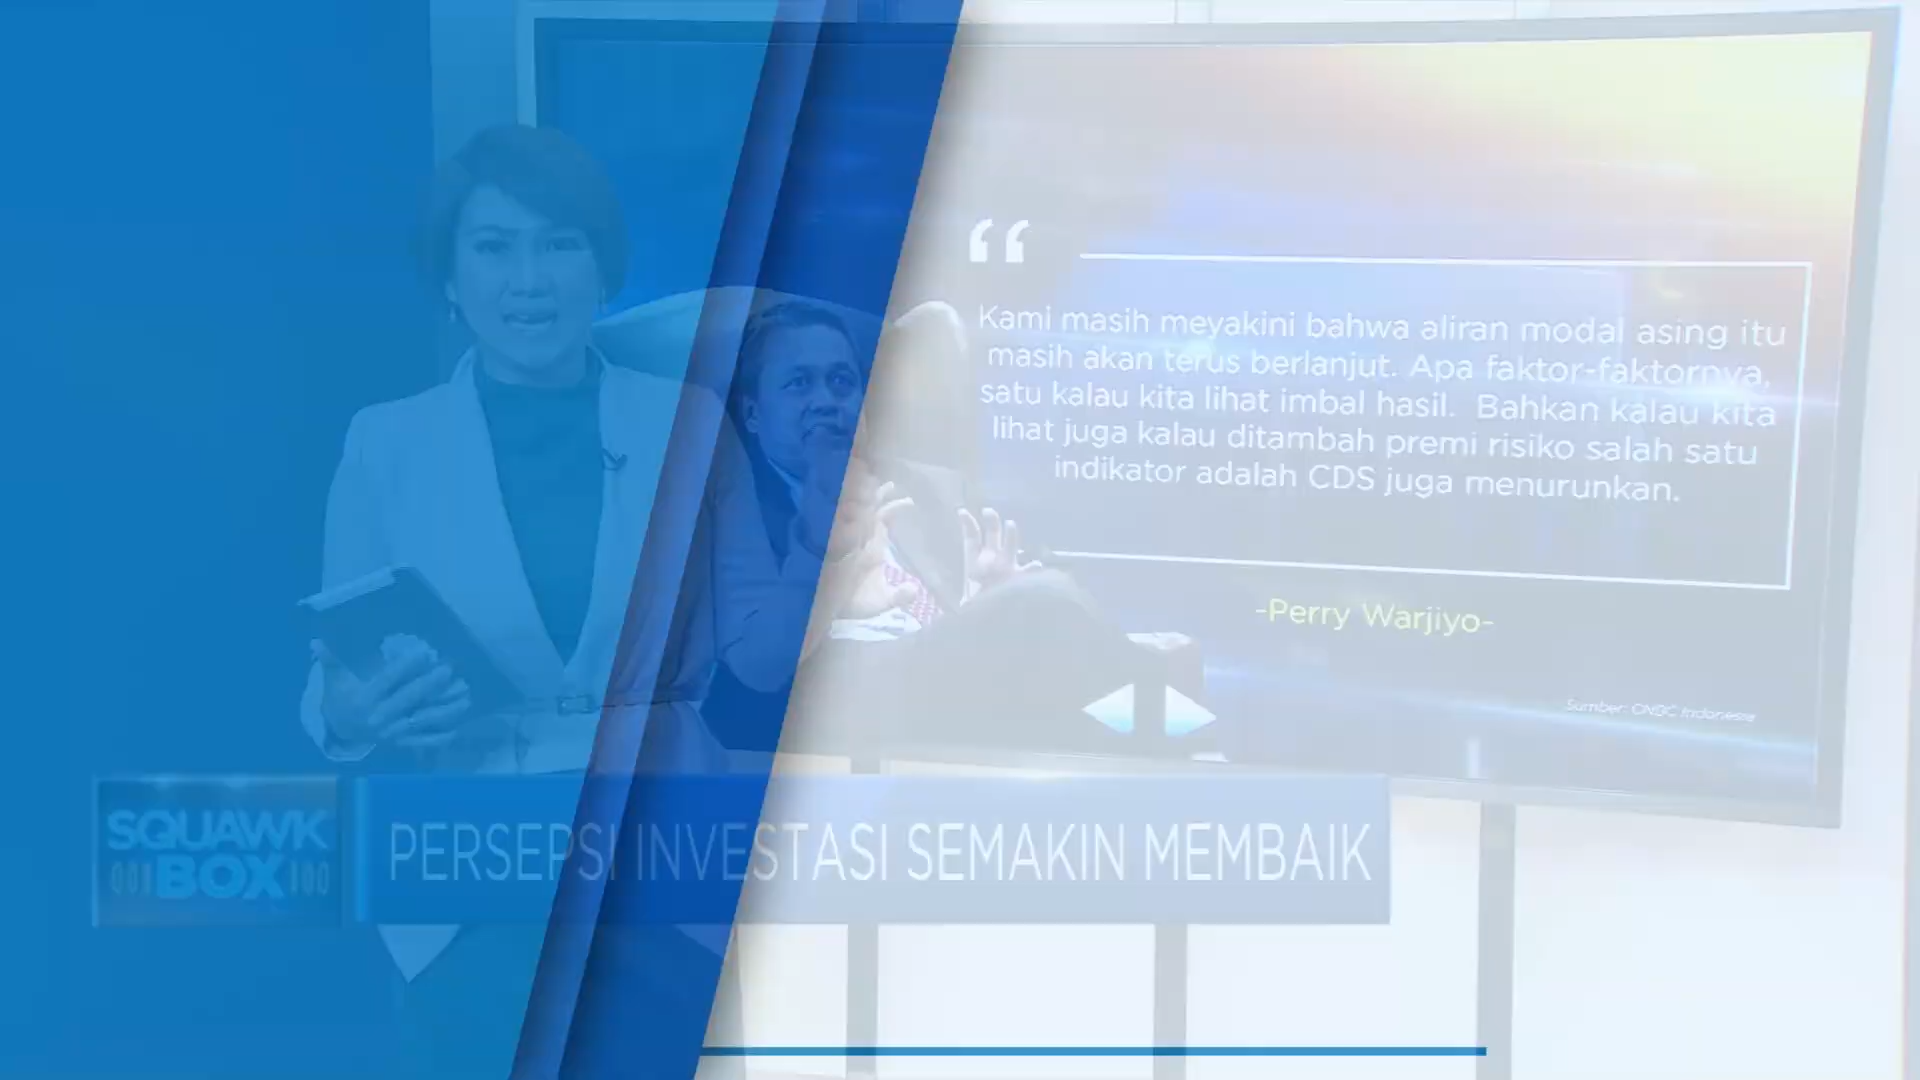 “
Kami masih meyakini bahwa aliran modal asing itu
masih akan terus berlanjut. Apa faktor-faktornya,
satu kalau kita lihat imbal hasil. Bahkan kalau kita
lihat juga kalau ditambah premi risiko salah satu
indikator adalah CDS juga menurunkan.
-Perry Warjiyo-
Sumber: CNBC Indonesia
SQUAWK
BOX
PERSEPSI INVESTASI SEMAKIN MEMBAIK